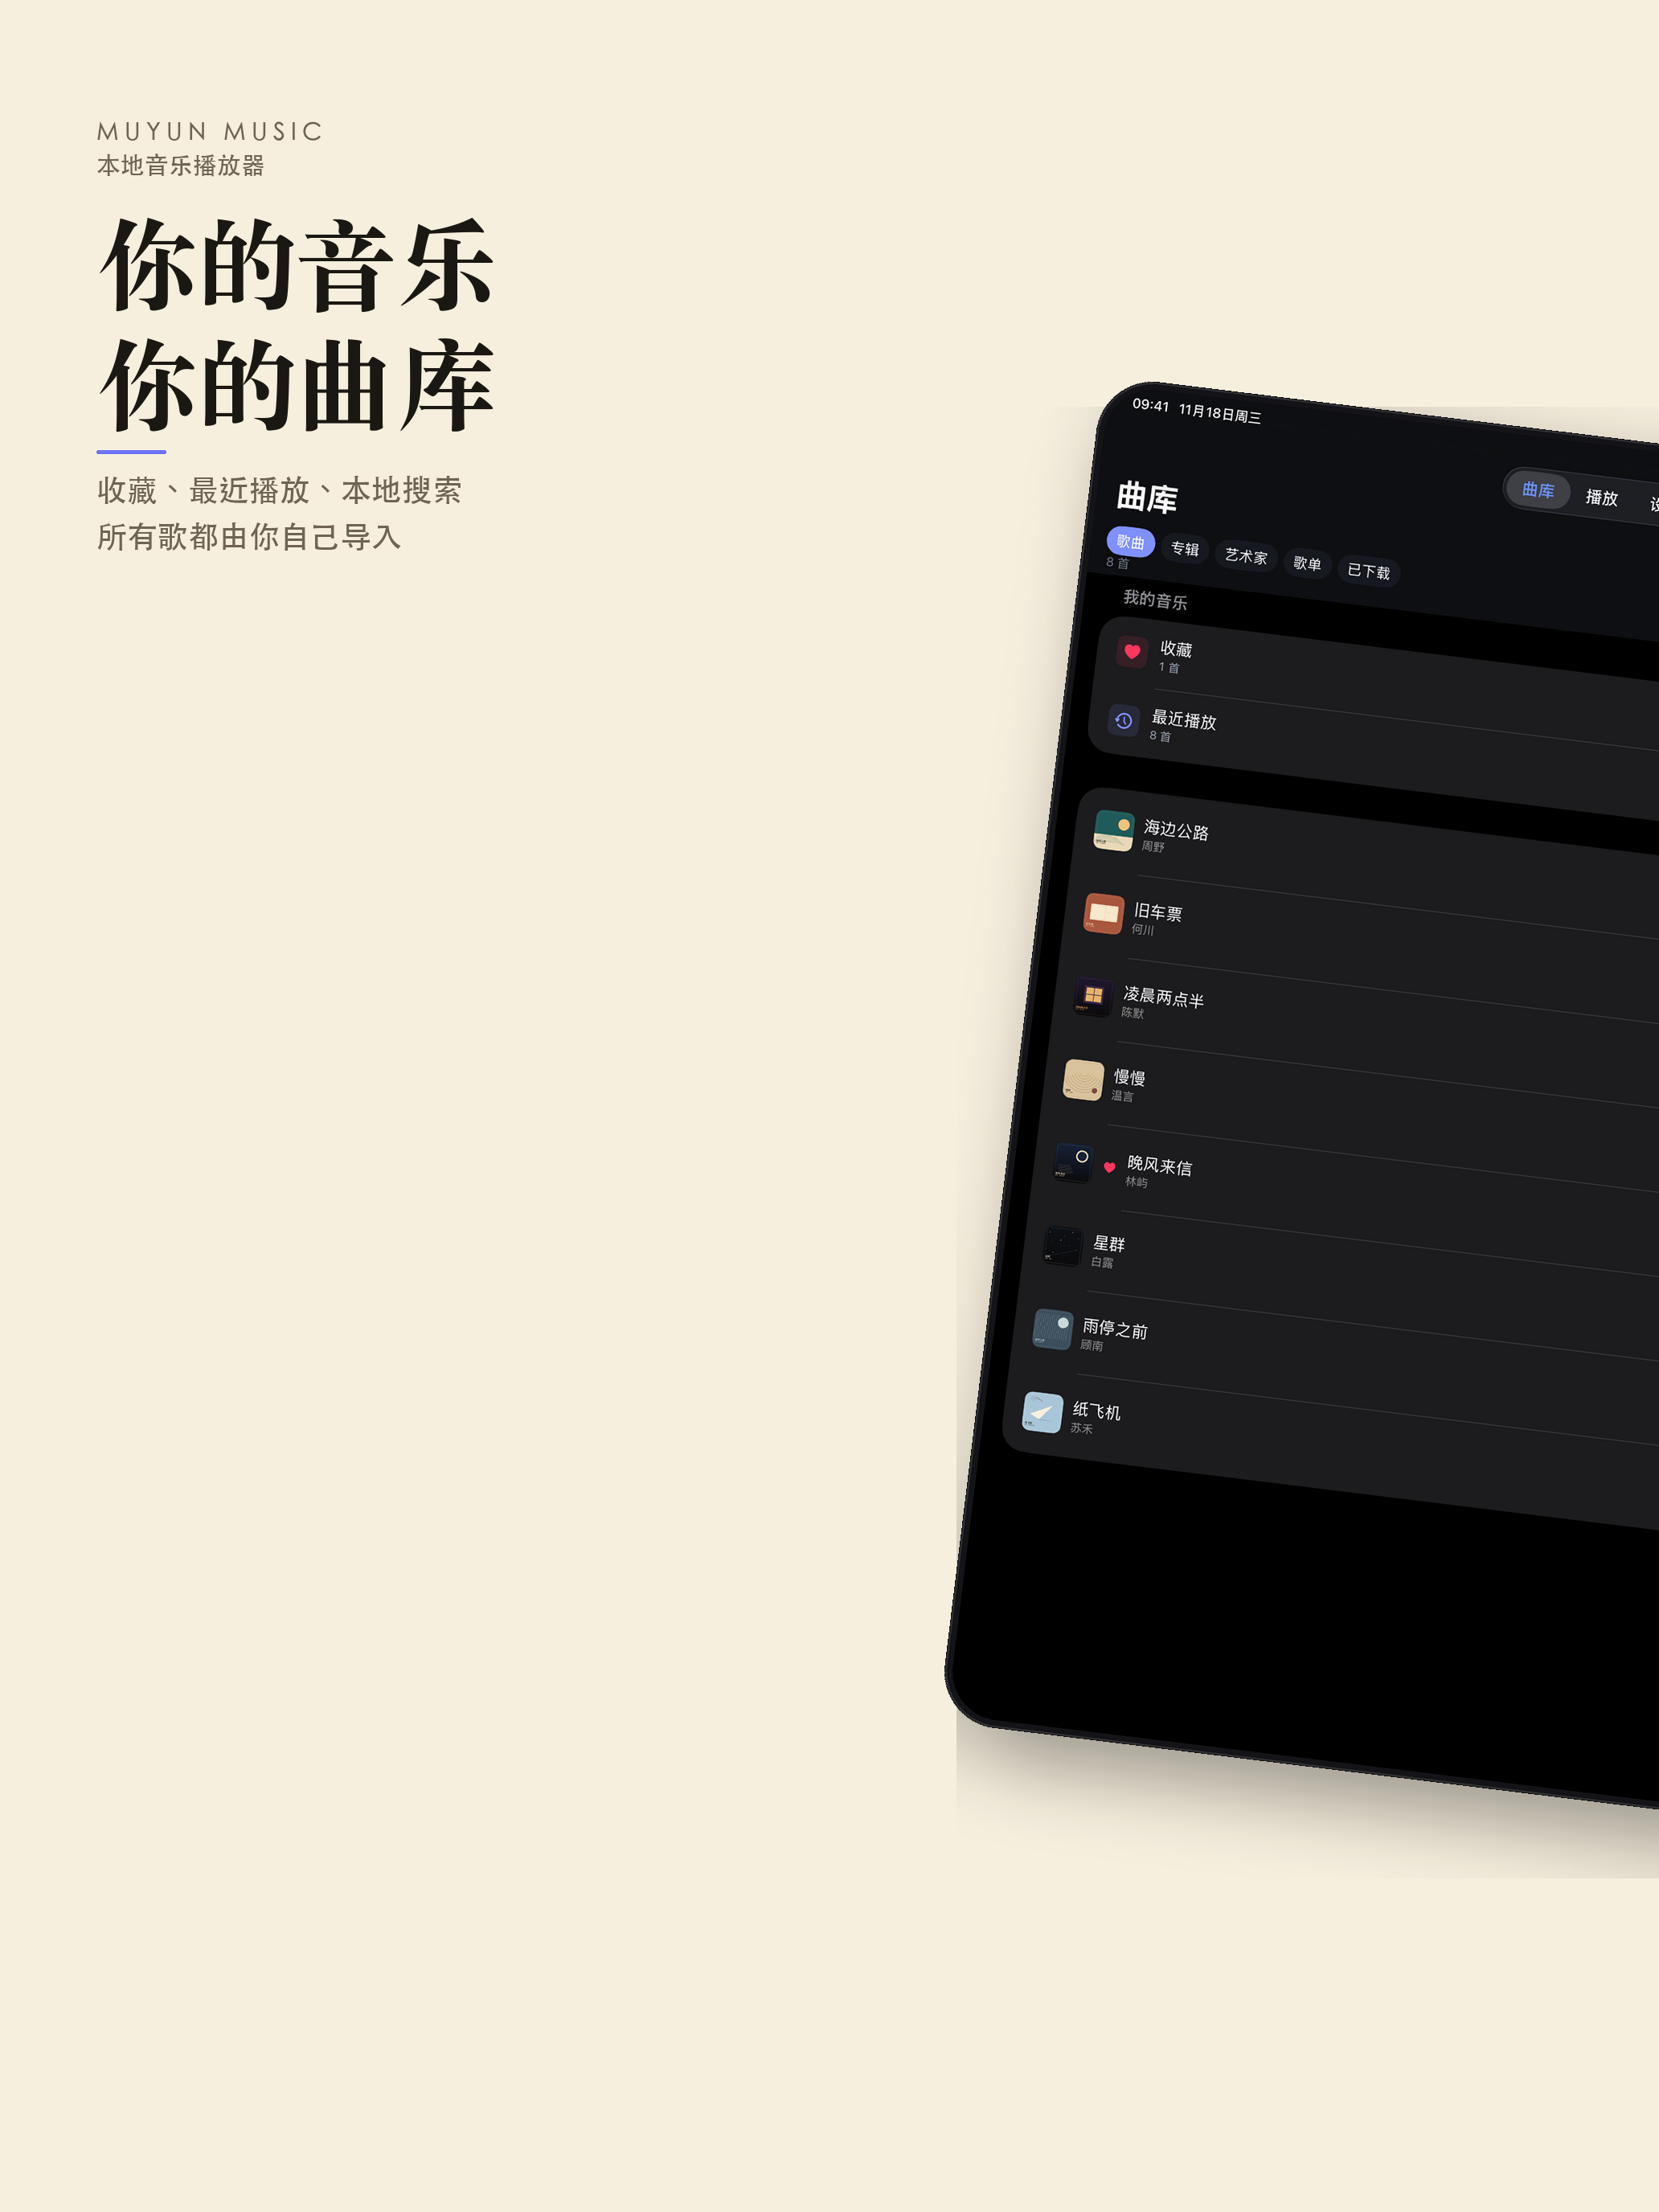 MUYUN MUSIC
本地音乐播放器
你的音乐
你的曲库
收藏、最近播放、本地搜索
所有歌都由你自己导入
09:41 11月18日周三
曲库 播放
曲库
歌曲 专辑 艺术家 歌单 已下载
8 首
我的音乐
收藏
1 首
最近播放
8 首
海边公路
周野
旧车票
何川
凌晨两点半
陈默
慢慢
温言
晚风来信
林屿
星群
白露
雨停之前
顾南
纸飞机
苏禾